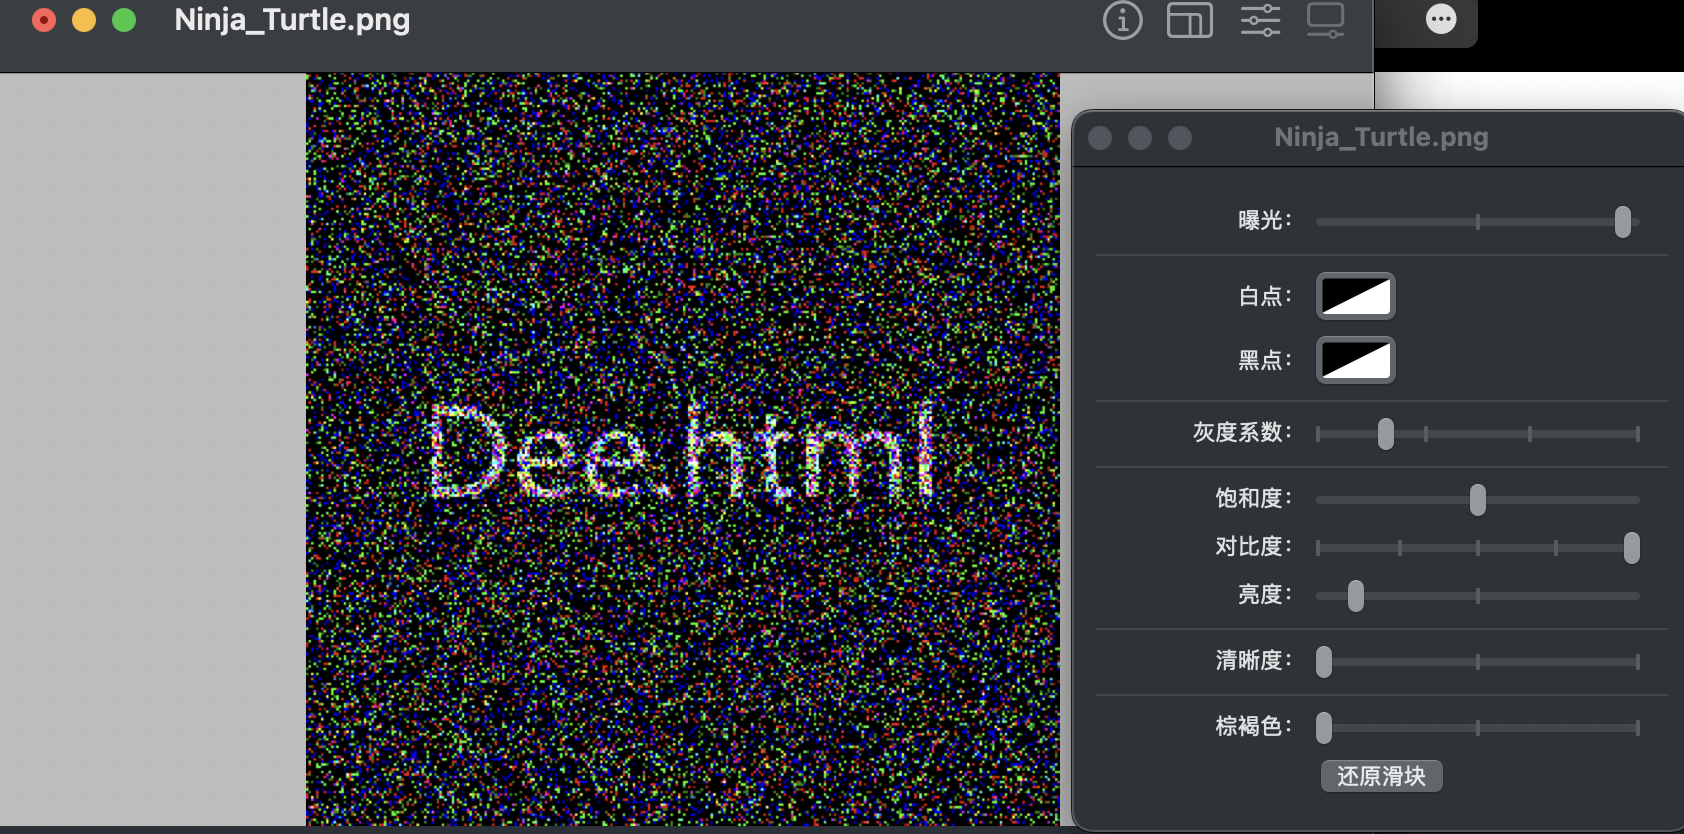 Ninja_Turtle.png
Dee.html
Ninja_Turtle.png
曝光：
白点：
黑点：
灰度系数：
饱和度：
对比度：
亮度：
清晰度：
棕褐色：
还原滑块